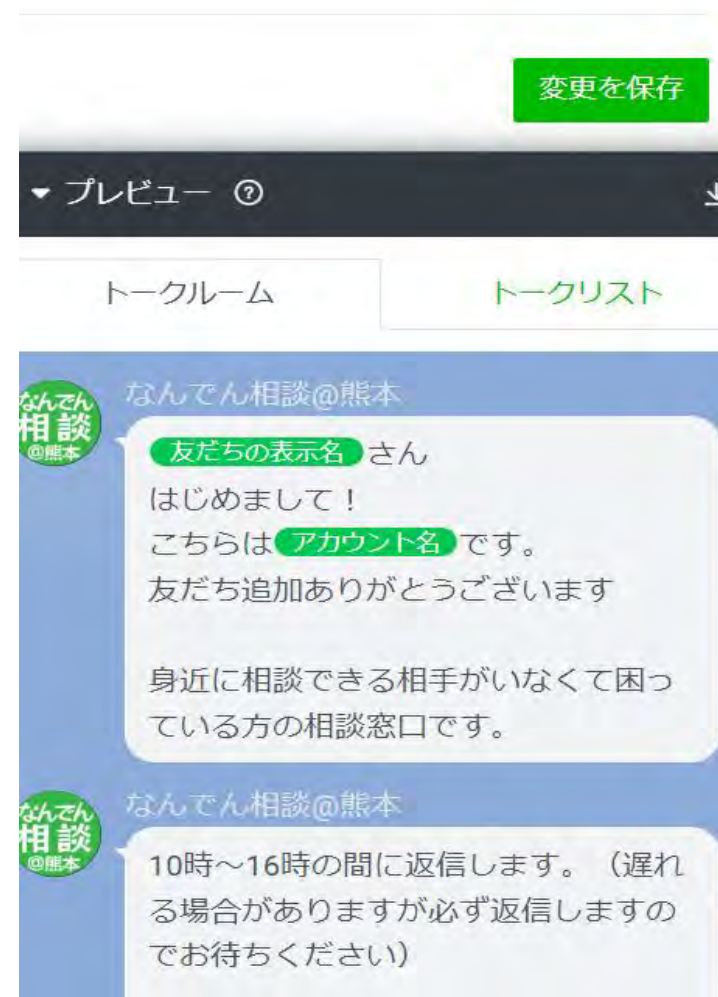 変更を保存
プレビュー
トークルーム
トークリスト
なんでん
相談
@熊本
なんでん相談@熊本
友だちの表示名さん
はじめまして！
こちらはアカウント名です。
友だち追加ありがとうございます
身近に相談できる相手がいなくて困っ
ている方の相談窓口です。
なんでん
相談
@熊本
なんでん相談@熊本
10時～16時の間に返信します。（遅れ
る場合がありますが必ず返信しますの
でお待ちください）